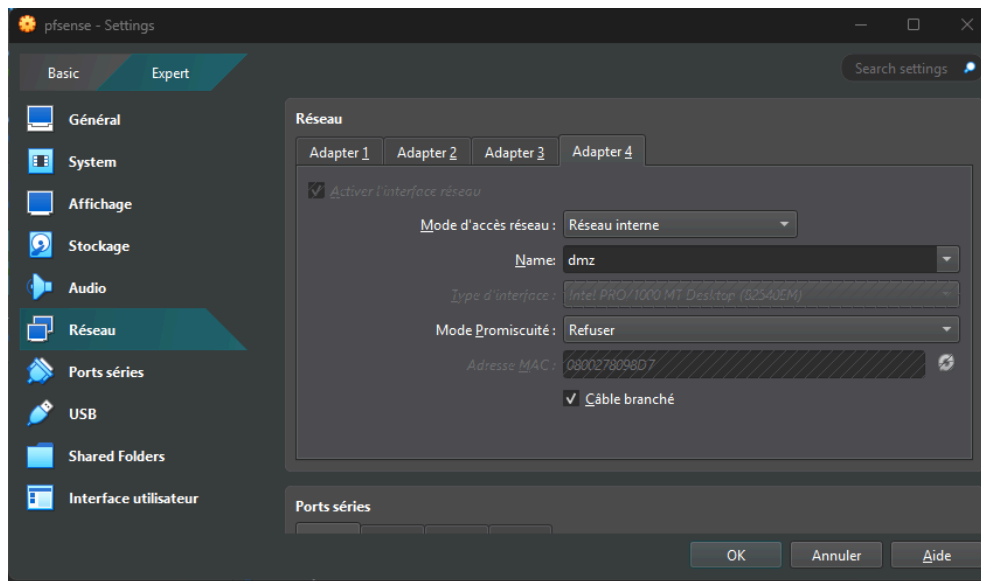 pfsense - Settings
Basic
Expert
Search settings
Général
System
Affichage
Stockage
Audio
Réseau
Ports séries
USB
Shared Folders
Interface utilisateur
Réseau
Adapter 1
Adapter 2
Adapter 3
Adapter 4
Activer l'interface réseau
Mode d'accès réseau : Réseau interne
Name: dmz
Type d'interface : Intel PRO/1000 MT Desktop (82540EM)
Mode Promiscuité : Refuser
Adresse MAC : 0800278098D7
Câble branché
Ports séries
OK
Annuler
Aide